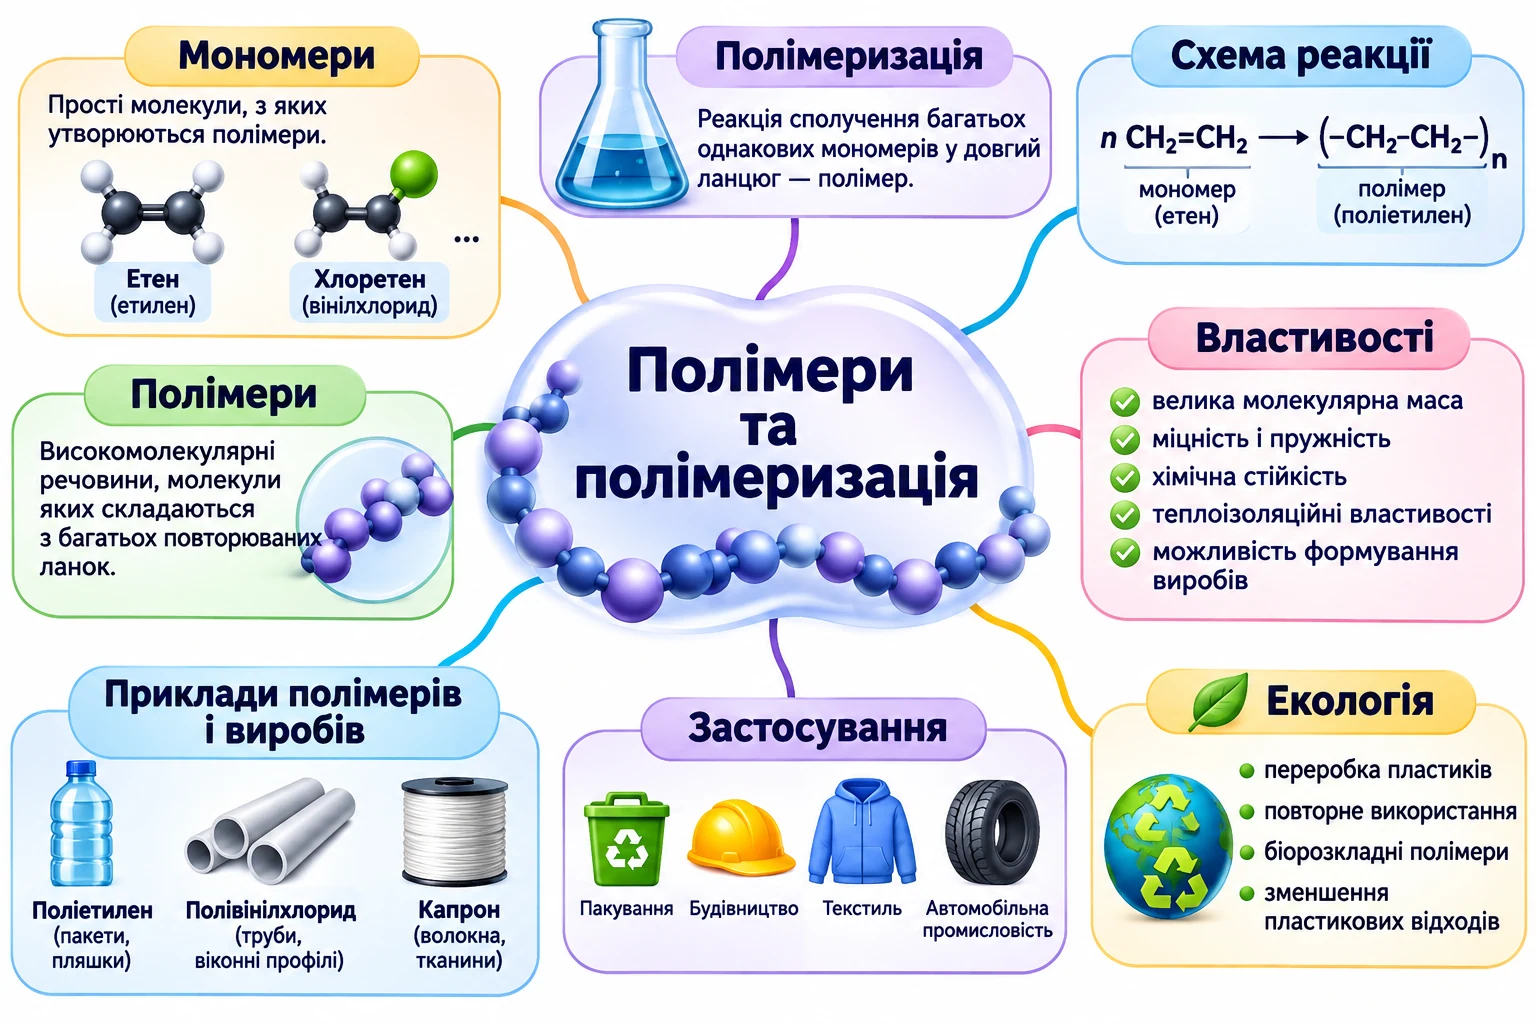 Мономери
Прості молекули, з яких
утворюються полімери.
Етен
(етилен)
Хлоретен
(вінілхлорид)
...
Полімеризація
Реакція сполучення багатьох
однакових мономерів у довгий
ланцюг — полімер.
Схема реакції
n CH₂=CH₂ ⟶ (–CH₂–CH₂–)ₙ
мономер
(етен)
полімер
(поліетилен)
Полімери
та
полімеризація
Полімери
Високомолекулярні
речовини, молекули
яких складаються
з багатьох повторюваних
ланок.
Властивості
велика молекулярна маса
міцність і пружність
хімічна стійкість
теплоізоляційні властивості
можливість формування
виробів
Приклади полімерів
і виробів
Поліетилен
(пакети,
пляшки)
Полівінілхлорид
(труби,
віконні профілі)
Капрон
(волокна,
тканини)
Застосування
Пакування
Будівництво
Текстиль
Автомобільна
промисловість
Екологія
переробка пластиків
повторне використання
біорозкладні полімери
зменшення
пластикових відходів